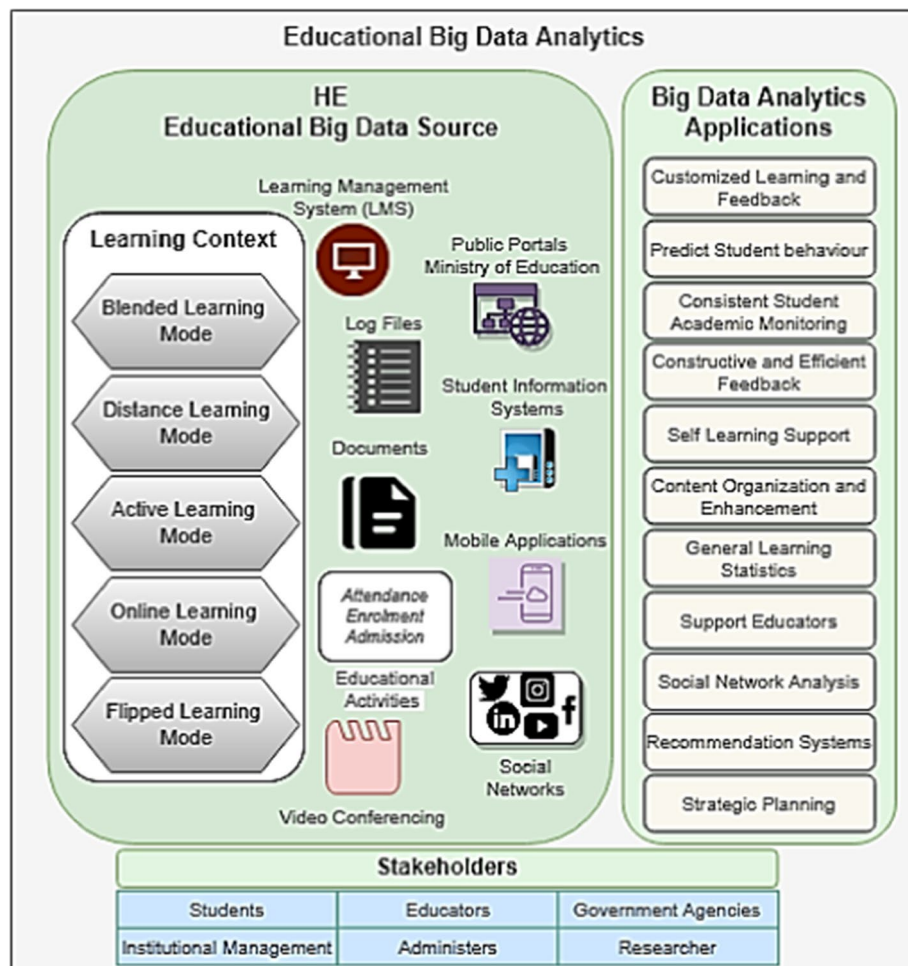 Educational Big Data Analytics
HE
Educational Big Data Source
Learning Context
Blended Learning
Mode
Distance Learning
Mode
Active Learning
Mode
Online Learning
Mode
Flipped Learning
Mode
Learning Management
System (LMS)
Log Files
Documents
Attendance
Enrolment
Admission
Educational
Activities
Video Conferencing
Public Portals
Ministry of Education
Student Information
Systems
Mobile Applications
Social
Networks
Big Data Analytics
Applications
Customized Learning and
Feedback
Predict Student behaviour
Consistent Student
Academic Monitoring
Constructive and Efficient
Feedback
Self Learning Support
Content Organization and
Enhancement
General Learning
Statistics
Support Educators
Social Network Analysis
Recommendation Systems
Strategic Planning
Stakeholders
Students
Educators
Government Agencies
Institutional Management
Administers
Researcher